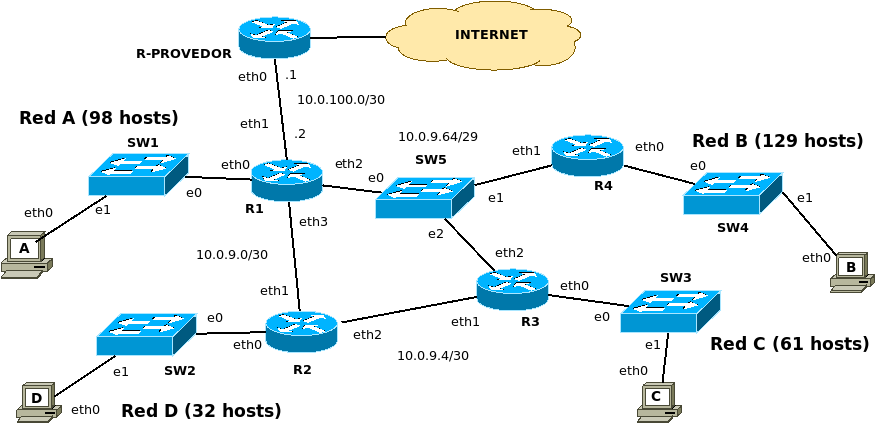 INTERNET
R-PROVEDOR
eth0
.1
10.0.100.0/30
Red A (98 hosts)
eth1
.2
10.0.9.64/29
SW1
SW5
eth1
eth0
Red B (129 hosts)
eth0
eth2
e0
e0
e0
e1
R4
e1
e1
eth0
e1
R1
SW4
eth3
e2
A
10.0.9.0/30
eth2
eth0
B
SW3
eth1
eth0
e0
e0
R3
eth1
SW2
eth0
eth2
Red C (61 hosts)
e1
R2
10.0.9.4/30
e1
eth0
D
C
eth0
Red D (32 hosts)